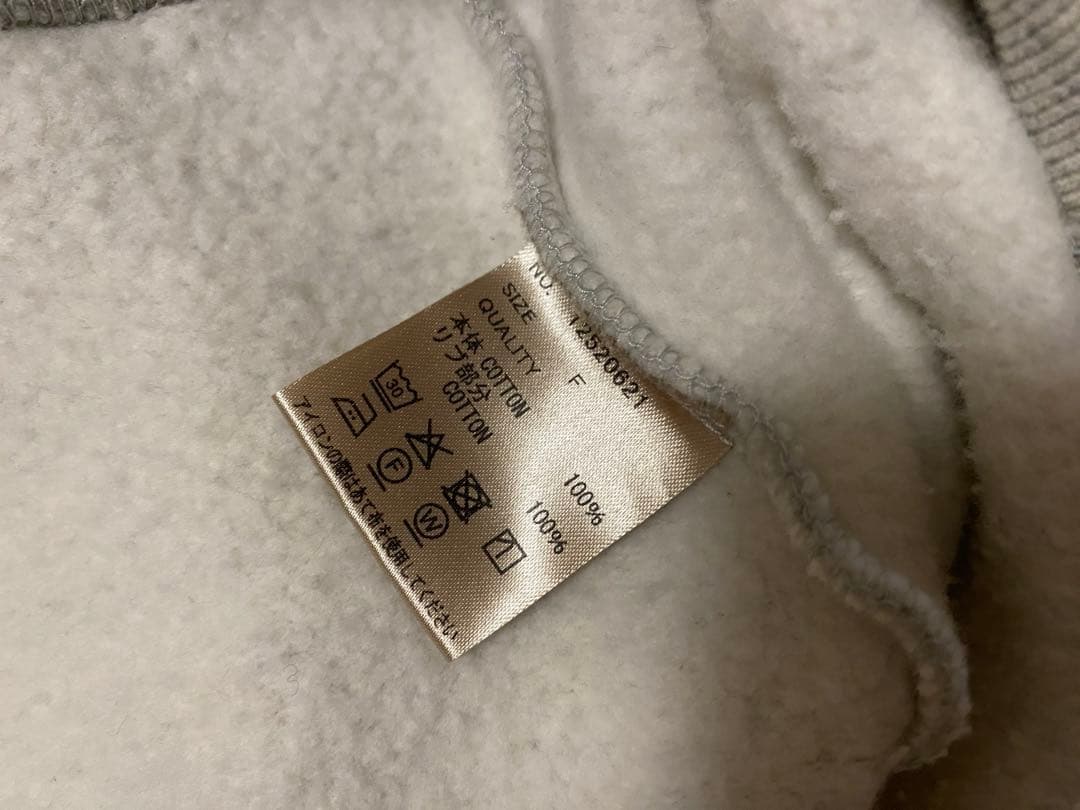 NO. 12520621
SIZE F
QUALITY
本体 COTTON 100%
リブ部分
COTTON 100%
30
F
W
アイロンの際はあて布を使用してください